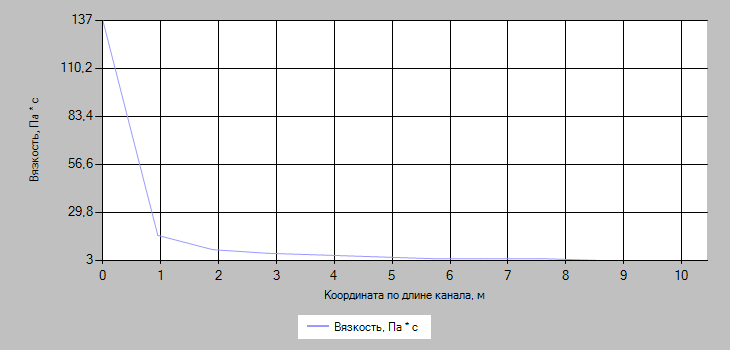 137
110,2
83,4
56,6
29,8
3
Вязкость, Па * с
0 1 2 3 4 5 6 7 8 9 10
Координата по длине канала, м
Вязкость, Па * с